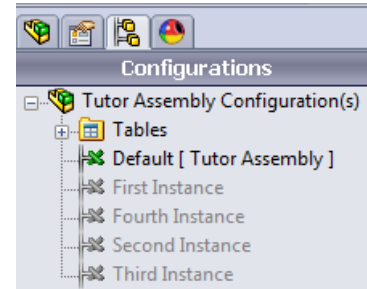 Configurations
Tutor Assembly Configuration(s)
Tables
Default [ Tutor Assembly ]
First Instance
Fourth Instance
Second Instance
Third Instance